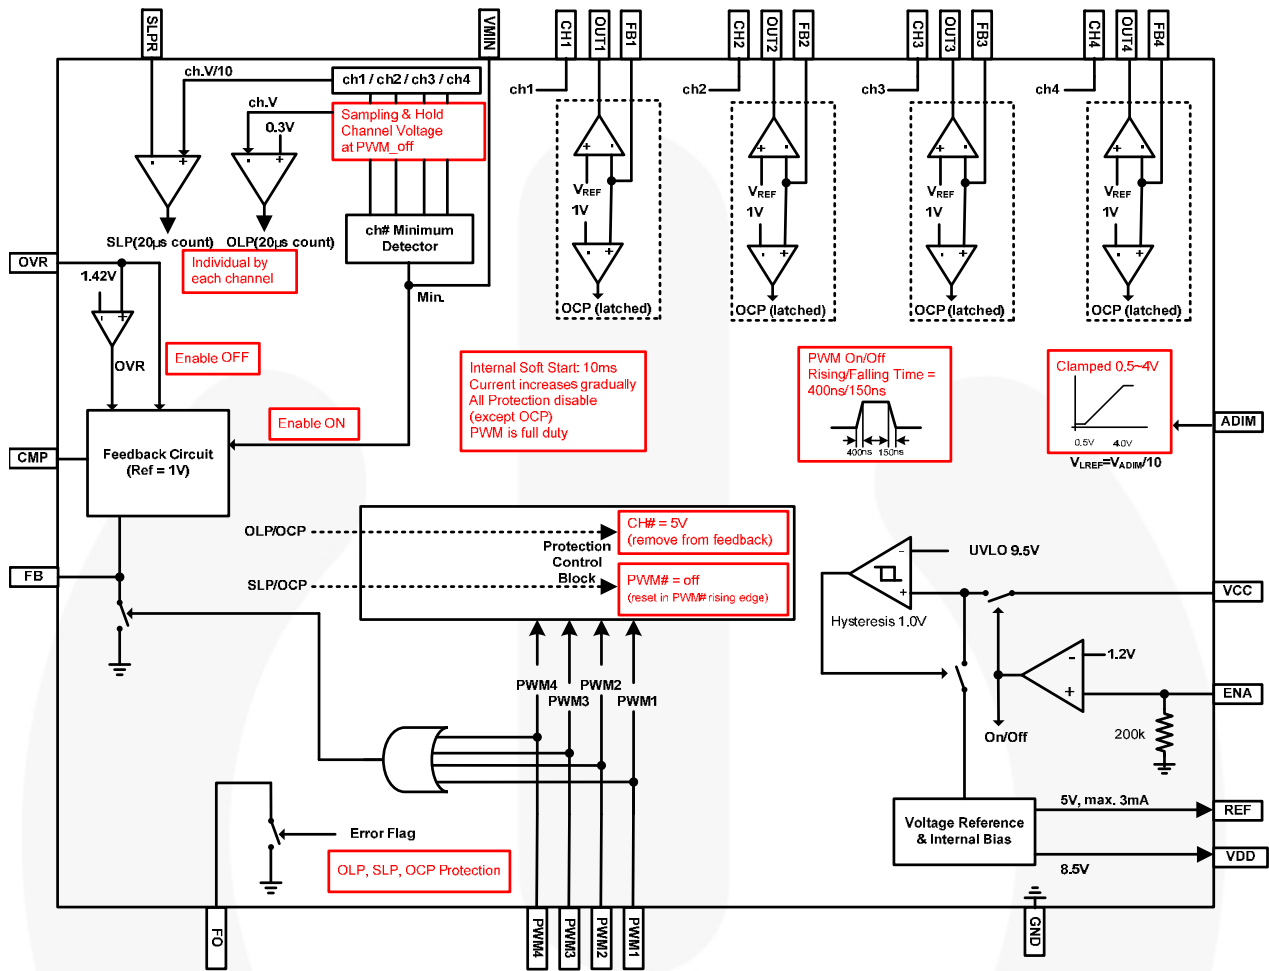 SLPR
VMIN
CH1
OUT1
FB1
CH2
OUT2
FB2
CH3
OUT3
FB3
CH4
OUT4
FB4
ch.V/10
ch1 / ch2 / ch3 / ch4
ch1
ch2
ch3
ch4
ch.V
0.3V
Sampling & Hold
Channel Voltage
at PWM_off
- +
- +
+ -
+ -
+ -
+ -
VREF
VREF
VREF
VREF
1V
1V
1V
1V
- +
- +
- +
- +
SLP(20µs count)
OLP(20µs count)
ch# Minimum
Detector
OVR
Individual by
each channel
1.42V
Min.
OCP (latched)
OCP (latched)
OCP (latched)
OCP (latched)
- +
Enable OFF
OVR
Internal Soft Start: 10ms
Current increases gradually
All Protection disable
(except OCP)
PWM is full duty
PWM On/Off
Rising/Falling Time =
400ns/150ns
400ns 150ns
Clamped 0.5~4V
0.5V 4.0V
VLREF=VADIM/10
ADIM
Enable ON
CMP
Feedback Circuit
(Ref = 1V)
OLP/OCP
CH# = 5V
(remove from feedback)
Protection
Control
Block
SLP/OCP
PWM# = off
(reset in PWM# rising edge)
FB
-
UVLO 9.5V
+
Hysteresis 1.0V
VCC
-
1.2V
+
ENA
200k
On/Off
PWM4
PWM2
PWM3
PWM1
Voltage Reference
& Internal Bias
5V, max. 3mA
REF
8.5V
VDD
Error Flag
OLP, SLP, OCP Protection
FO
PWM4
PWM3
PWM2
PWM1
GND